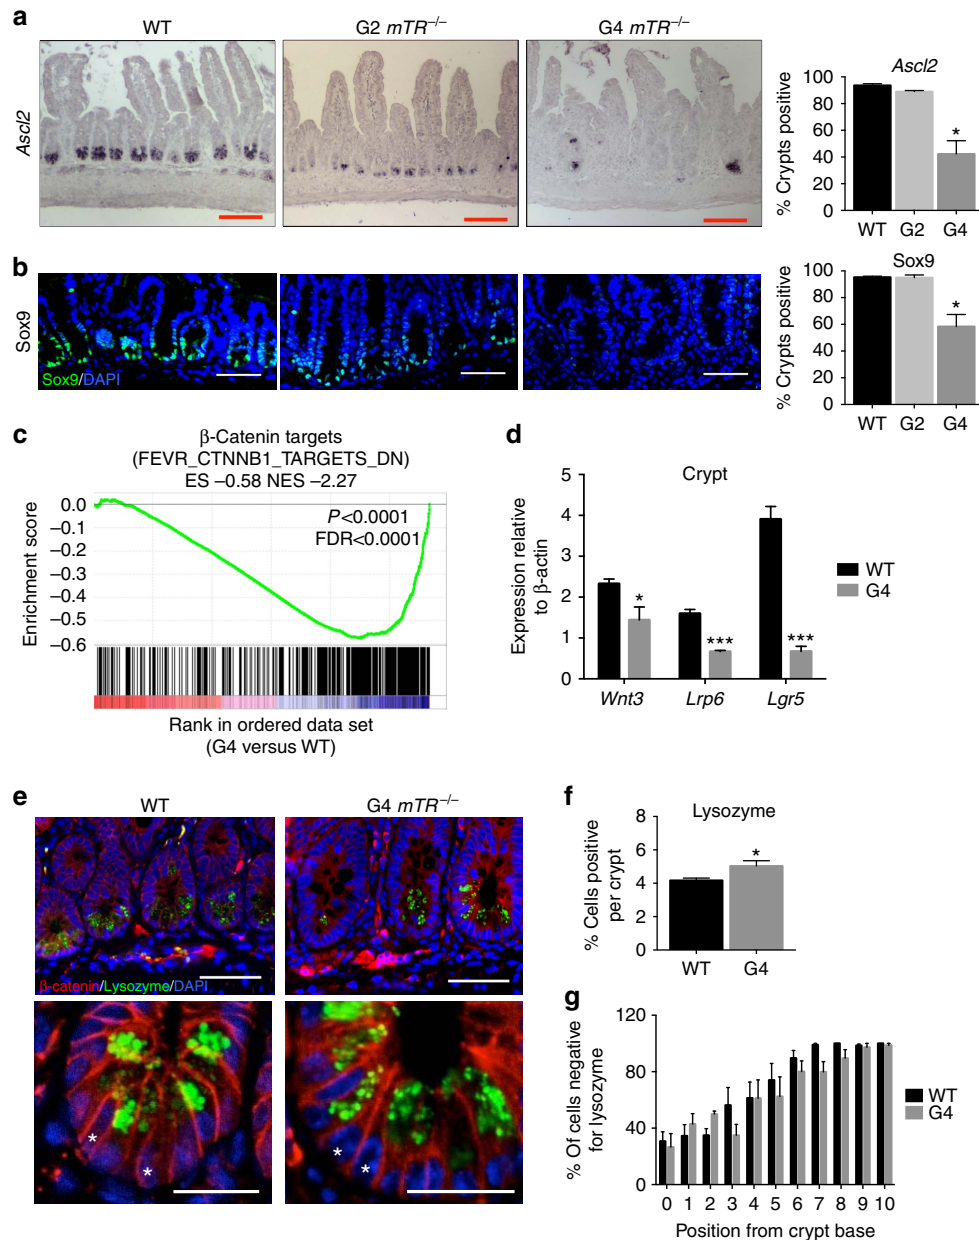 a
WT
G2 mTR−/−
G4 mTR−/−
Ascl2
Ascl2
% Crypts positive
100
80
60
40
20
0
*
WT G2 G4
b
Sox9
Sox9/DAPI
Sox9
% Crypts positive
100
80
60
40
20
0
*
WT G2 G4
c
β-Catenin targets
(FEVR_CTNNB1_TARGETS_DN)
ES −0.58 NES −2.27
P<0.0001
FDR<0.0001
Enrichment score
0.0
−0.1
−0.2
−0.3
−0.4
−0.5
−0.6
Rank in ordered data set
(G4 versus WT)
d
Crypt
Expression relative
to β-actin
5
4
3
2
1
0
*
***
***
Wnt3 Lrp6 Lgr5
WT
G4
e
WT
G4 mTR−/−
β-catenin/Lysozyme/DAPI
*
*
*
*
f
Lysozyme
% Cells positive
per crypt
8
6
4
2
0
*
WT G4
g
% Of cells negative
for lysozyme
120
80
40
0
0 1 2 3 4 5 6 7 8 9 10
Position from crypt base
WT
G4